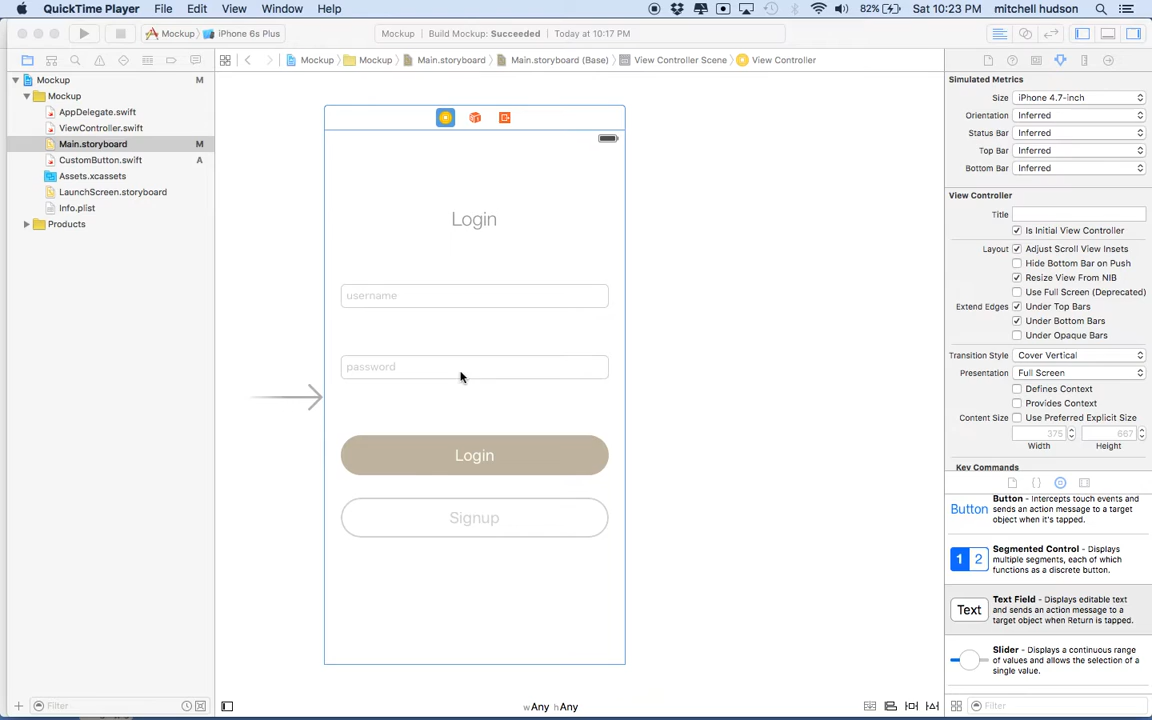 QuickTime Player File Edit View Window Help 82% Sat 10:23 PM mitchell hudson
Mockup iPhone 6s Plus Mockup Build Mockup: Succeeded Today at 10:17 PM
Mockup Mockup Main.storyboard Main.storyboard (Base) View Controller Scene View Controller
Mockup M
Mockup
AppDelegate.swift
ViewController.swift
Main.storyboard M
CustomButton.swift A
Assets.xcassets
LaunchScreen.storyboard
Info.plist
Products
Filter
Login
username
password
Login
Signup
wAny hAny
Simulated Metrics
Size iPhone 4.7-inch
Orientation Inferred
Status Bar Inferred
Top Bar Inferred
Bottom Bar Inferred
View Controller
Title
Is Initial View Controller
Layout Adjust Scroll View Insets
Hide Bottom Bar on Push
Resize View From NIB
Use Full Screen (Deprecated)
Extend Edges Under Top Bars
Under Bottom Bars
Under Opaque Bars
Transition Style Cover Vertical
Presentation Full Screen
Defines Context
Provides Context
Content Size Use Preferred Explicit Size
375 667
Width Height
Key Commands
Button Button - Intercepts touch events and
sends an action message to a target
object when it's tapped.
1 2 Segmented Control - Displays
multiple segments, each of which
functions as a discrete button.
Text Text Field - Displays editable text
and sends an action message to a
target object when Return is tapped.
Slider - Displays a continuous range
of values and allows the selection of a
single value.
Filter